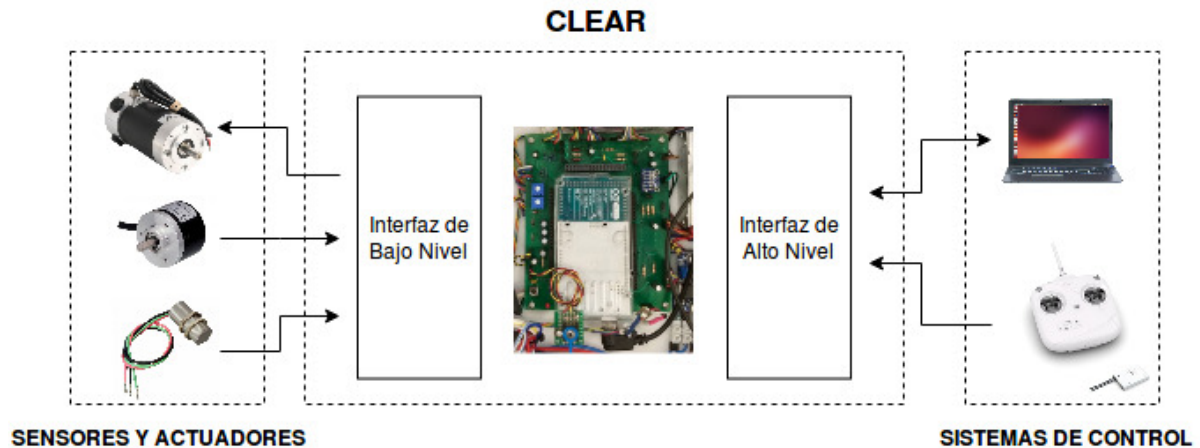 CLEAR
Interfaz de
Bajo Nivel
Interfaz de
Alto Nivel
SENSORES Y ACTUADORES
SISTEMAS DE CONTROL